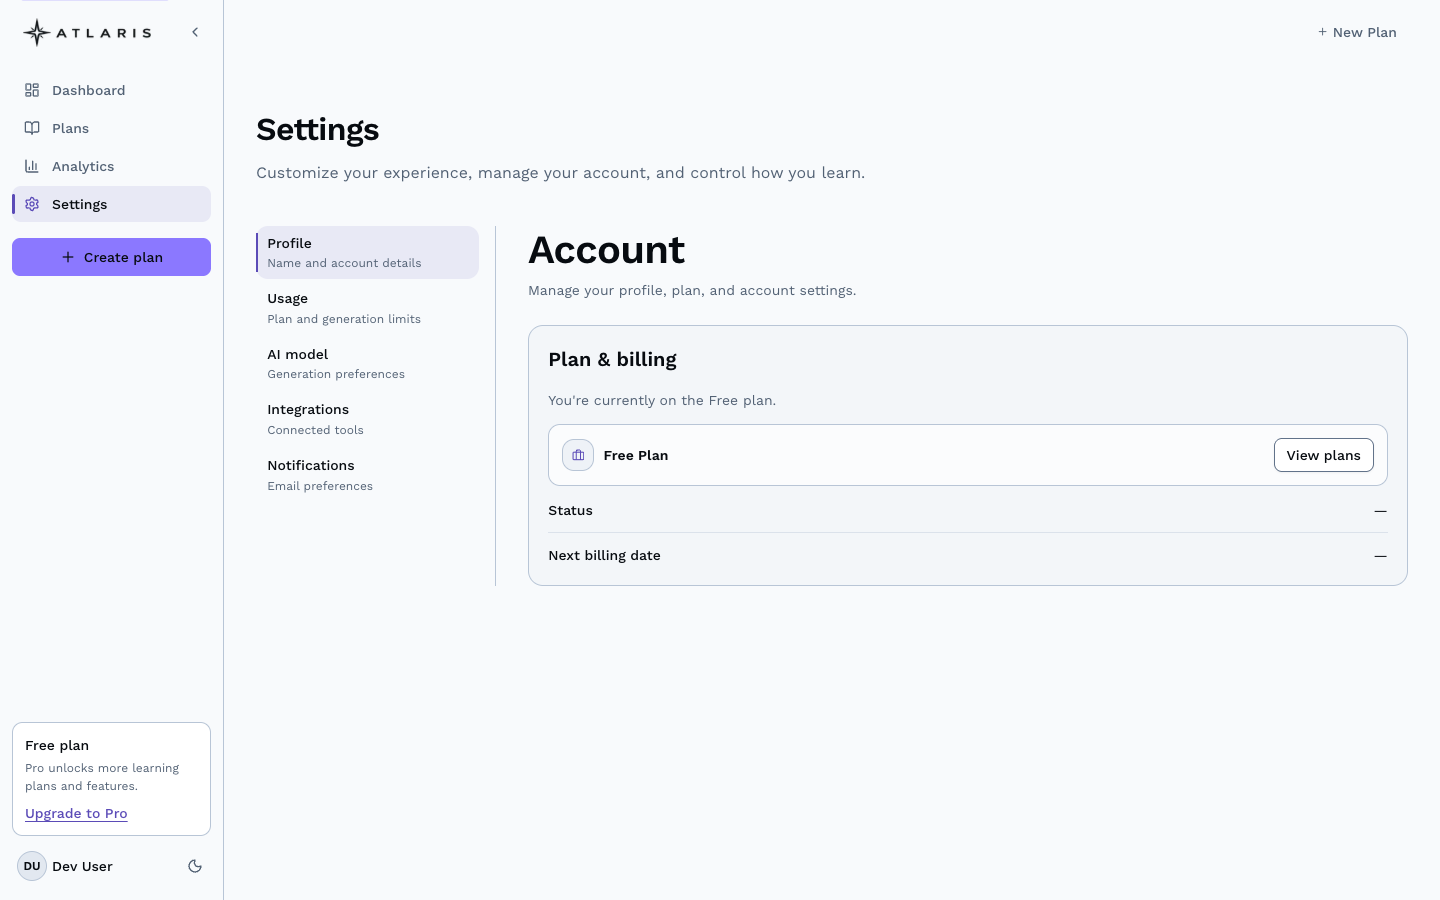 ATLARIS
Dashboard
Plans
Analytics
Settings
Create plan
Free plan
Pro unlocks more learning
plans and features.
Upgrade to Pro
DU Dev User
+ New Plan
Settings
Customize your experience, manage your account, and control how you learn.
Profile
Name and account details
Usage
Plan and generation limits
AI model
Generation preferences
Integrations
Connected tools
Notifications
Email preferences
Account
Manage your profile, plan, and account settings.
Plan & billing
You're currently on the Free plan.
Free Plan View plans
Status —
Next billing date —